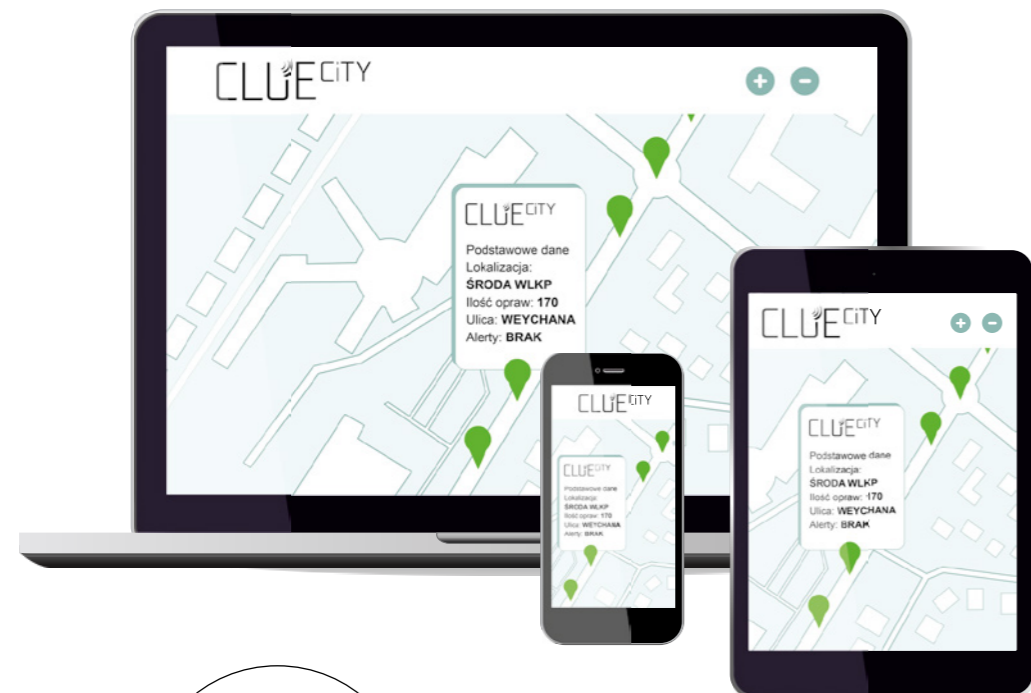 CLUE CiTY
+ -
CLUE CiTY
Podstawowe dane
Lokalizacja:
ŚRODA WLKP
Ilość opraw: 170
Ulica: WEYCHANA
Alerty: BRAK
CLUE CiTY
CLUE CiTY
Podstawowe dane
Lokalizacja:
ŚRODA WLKP
Ilość opraw: 170
Ulica: WEYCHANA
Alerty: BRAK
CLUE CiTY
+ -
CLUE CiTY
Podstawowe dane
Lokalizacja:
ŚRODA WLKP
Ilość opraw: 170
Ulica: WEYCHANA
Alerty: BRAK